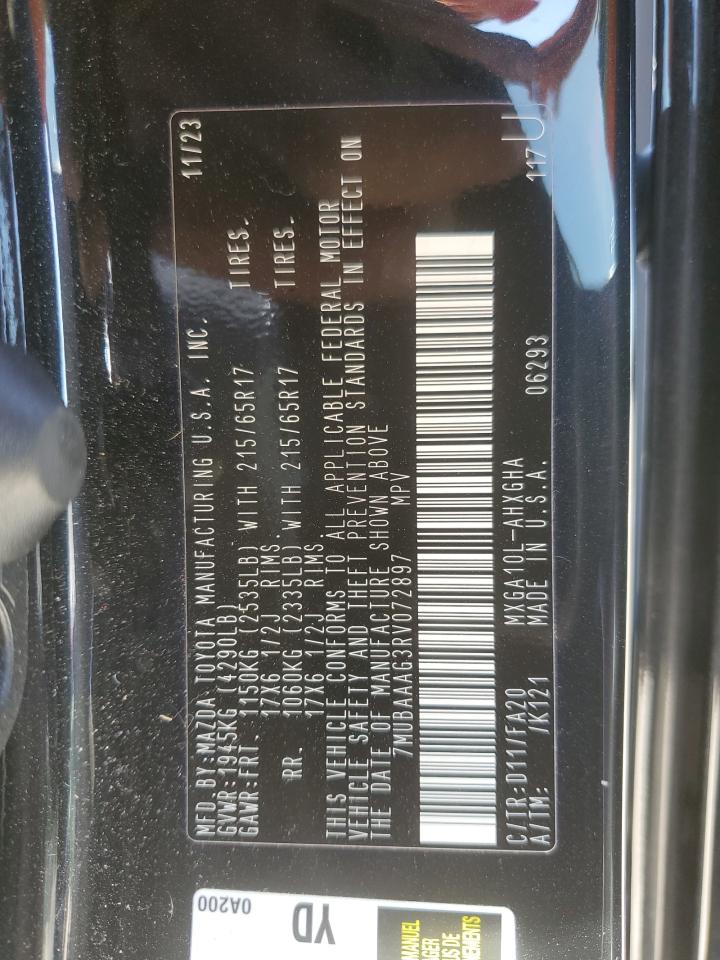 MFD.BY:MAZDA TOYOTA MANUFACTURING U.S.A. INC. 11/23
GVWR:1945KG (4290LB)
GAWR:FRT. 1150KG (2535LB) WITH 215/65R17 TIRES.
17X6 1/2J RIMS.
RR. 1060KG (2335LB) WITH 215/65R17 TIRES.
17X6 1/2J RIMS.
THIS VEHICLE CONFORMS TO ALL APPLICABLE FEDERAL MOTOR
VEHICLE SAFETY AND THEFT PREVENTION STANDARDS IN EFFECT ON
THE DATE OF MANUFACTURE SHOWN ABOVE
7MUBAAAG3RV072897 MPV
C/TR:D11/FA20 MXGA10L-AHXGHA
A/TM: /K121 MADE IN U.S.A. 06293 117 U
0A200
YD
MANUEL